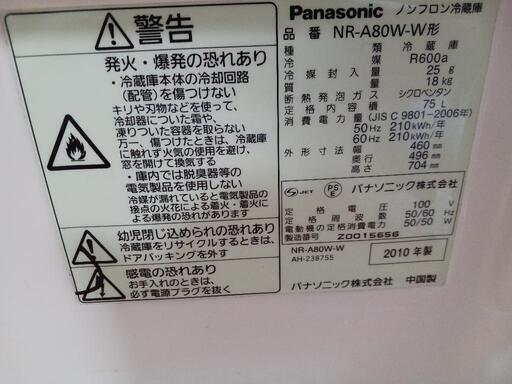 警告
発火・爆発の恐れあり
・冷蔵庫本体の冷却回路
(配管)を傷つけない
キリや刃物などを使って、
冷却器についた霜や、
凍りついた容器を取らない
万一、傷つけたときは、冷蔵庫
に触れず火気の使用を避け、
窓を開けて換気する
・庫内では脱臭器等の
電気製品を使用しない
冷媒が漏れていると電気製品の
接点の火花による着火・着火に
よる爆発の恐れがあります
幼児閉じ込められの恐れあり
冷蔵庫をリサイクルするときは、
ドアパッキングを外す
感電の恐れあり
お手入れのときは、
必ず電源プラグを抜く
Panasonic ノンフロン冷蔵庫
品番 NR-A80W-W形
種類 冷蔵庫
冷媒 R600a
冷媒封入量 25g
質量 18kg
断熱発泡ガス シクロペンタン
定格内容積 75L
消費電力量(JIS C 9801-2006年)
50Hz 210kWh/年
60Hz 210kWh/年
外形寸法 幅 460mm
奥行 496mm
高さ 704mm
S JET PSE パナソニック株式会社
定格電圧 100V
定格周波数 50/60Hz
電動機の定格消費電力 50/50W
製造番号 Z0015656
NR-A80W-W
AH-238755
2010年製
パナソニック株式会社 中国製